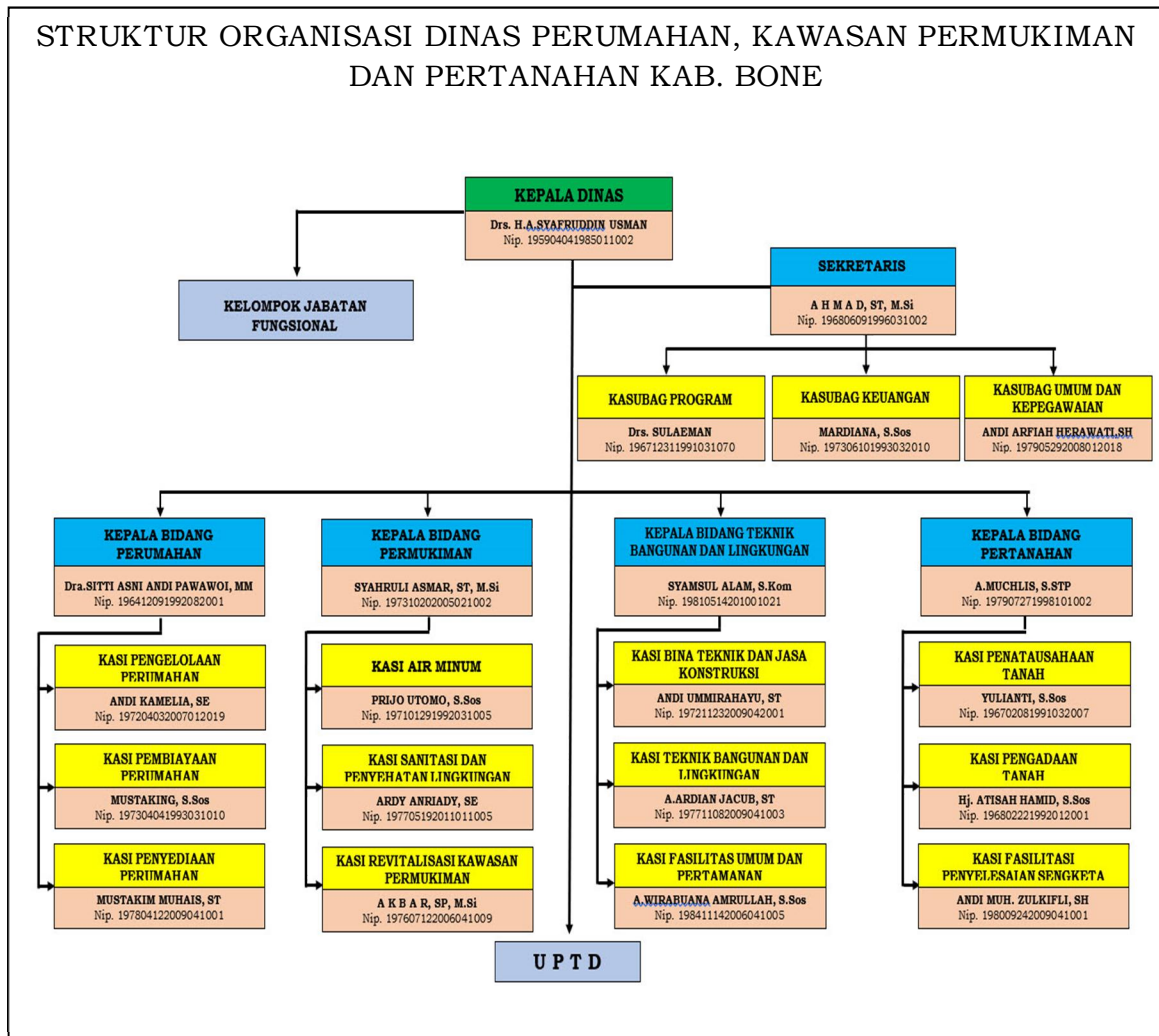 STRUKTUR ORGANISASI DINAS PERUMAHAN, KAWASAN PERMUKIMAN
DAN PERTANAHAN KAB. BONE
KEPALA DINAS
Drs. H.A.SYAFRUDDIN USMAN
Nip. 195904041985011002
KELOMPOK JABATAN
FUNGSIONAL
SEKRETARIS
A H M A D, ST, M.Si
Nip. 196806091996031002
KASUBAG PROGRAM
Drs. SULAEMAN
Nip. 196712311991031070
KASUBAG KEUANGAN
MARDIANA, S.Sos
Nip. 197306101993032010
KASUBAG UMUM DAN
KEPEGAWAIAN
ANDI ARFIAH HERAWATI,SH
Nip. 197905292008012018
KEPALA BIDANG
PERUMAHAN
Dra.SITTI ASNI ANDI PAWAWOI, MM
Nip. 196412091992082001
KASI PENGELOLAAN
PERUMAHAN
ANDI KAMELIA, SE
Nip. 197204032007012019
KASI PEMBIAYAAN
PERUMAHAN
MUSTAKING, S.Sos
Nip. 197304041993031010
KASI PENYEDIAAN
PERUMAHAN
MUSTAKIM MUHAIS, ST
Nip. 197804122009041001
KEPALA BIDANG
PERMUKIMAN
SYAHRULI ASMAR, ST, M.Si
Nip. 197310202005021002
KASI AIR MINUM
PRIJO UTOMO, S.Sos
Nip. 197101291992031005
KASI SANITASI DAN
PENYEHATAN LINGKUNGAN
ARDY ANRIADY, SE
Nip. 197705192011011005
KASI REVITALISASI KAWASAN
PERMUKIMAN
A K B A R, SP, M.Si
Nip. 197607122006041009
KEPALA BIDANG TEKNIK
BANGUNAN DAN LINGKUNGAN
SYAMSUL ALAM, S.Kom
Nip. 19810514201001021
KASI BINA TEKNIK DAN JASA
KONSTRUKSI
ANDI UMMIRAHAYU, ST
Nip. 197211232009042001
KASI TEKNIK BANGUNAN DAN
LINGKUNGAN
A.ARDIAN JACUB, ST
Nip. 197711082009041003
KASI FASILITAS UMUM DAN
PERTAMANAN
A.WIRABUANA AMRULLAH, S.Sos
Nip. 198411142006041005
KEPALA BIDANG
PERTANAHAN
A.MUCHLIS, S.STP
Nip. 197907271998101002
KASI PENATAUSAHAAN
TANAH
YULIANTI, S.Sos
Nip. 196702081991032007
KASI PENGADAAN
TANAH
Hj. ATISAH HAMID, S.Sos
Nip. 196802221992012001
KASI FASILITASI
PENYELESAIAN SENGKETA
ANDI MUH. ZULKIFLI, SH
Nip. 198009242009041001
U P T D